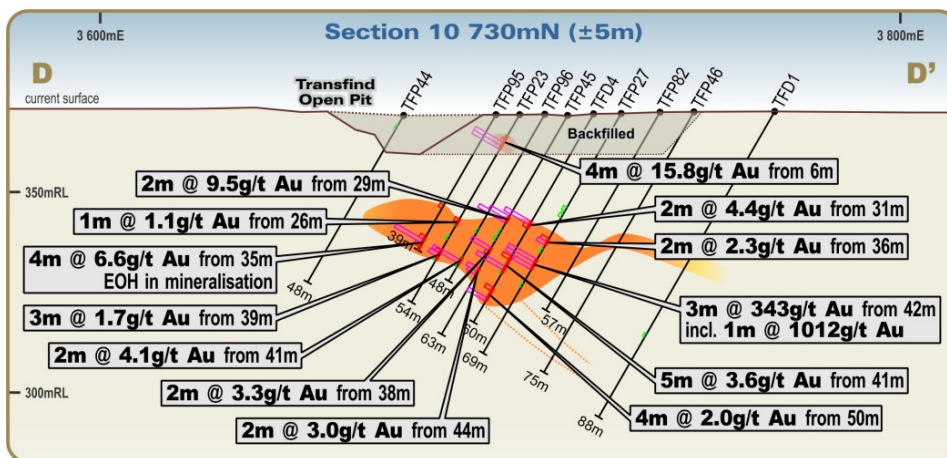 3 600mE
Section 10 730mN (±5m)
3 800mE
D
D'
current surface
Transfind
Open Pit
TFP44
TFP95
TFP23
TFP96
TFP45
TFD4
TFP27
TFP82
TFP46
TFD1
Backfilled
4m @ 15.8g/t Au from 6m
2m @ 9.5g/t Au from 29m
350mRL
2m @ 4.4g/t Au from 31m
1m @ 1.1g/t Au from 26m
2m @ 2.3g/t Au from 36m
4m @ 6.6g/t Au from 35m
EOH in mineralisation
39m
48m
48m
54m
63m
60m
69m
57m
75m
88m
3m @ 343g/t Au from 42m
incl. 1m @ 1012g/t Au
3m @ 1.7g/t Au from 39m
2m @ 4.1g/t Au from 41m
5m @ 3.6g/t Au from 41m
2m @ 3.3g/t Au from 38m
300mRL
4m @ 2.0g/t Au from 50m
2m @ 3.0g/t Au from 44m